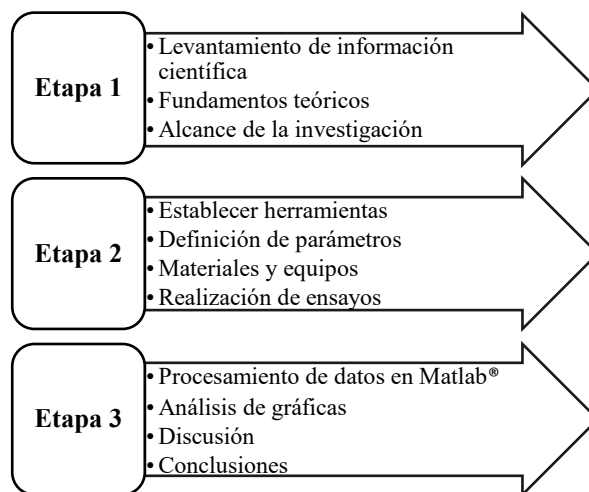 Etapa 1
• Levantamiento de información
científica
• Fundamentos teóricos
• Alcance de la investigación
Etapa 2
• Establecer herramientas
• Definición de parámetros
• Materiales y equipos
• Realización de ensayos
Etapa 3
• Procesamiento de datos en Matlab®
• Análisis de gráficas
• Discusión
• Conclusiones